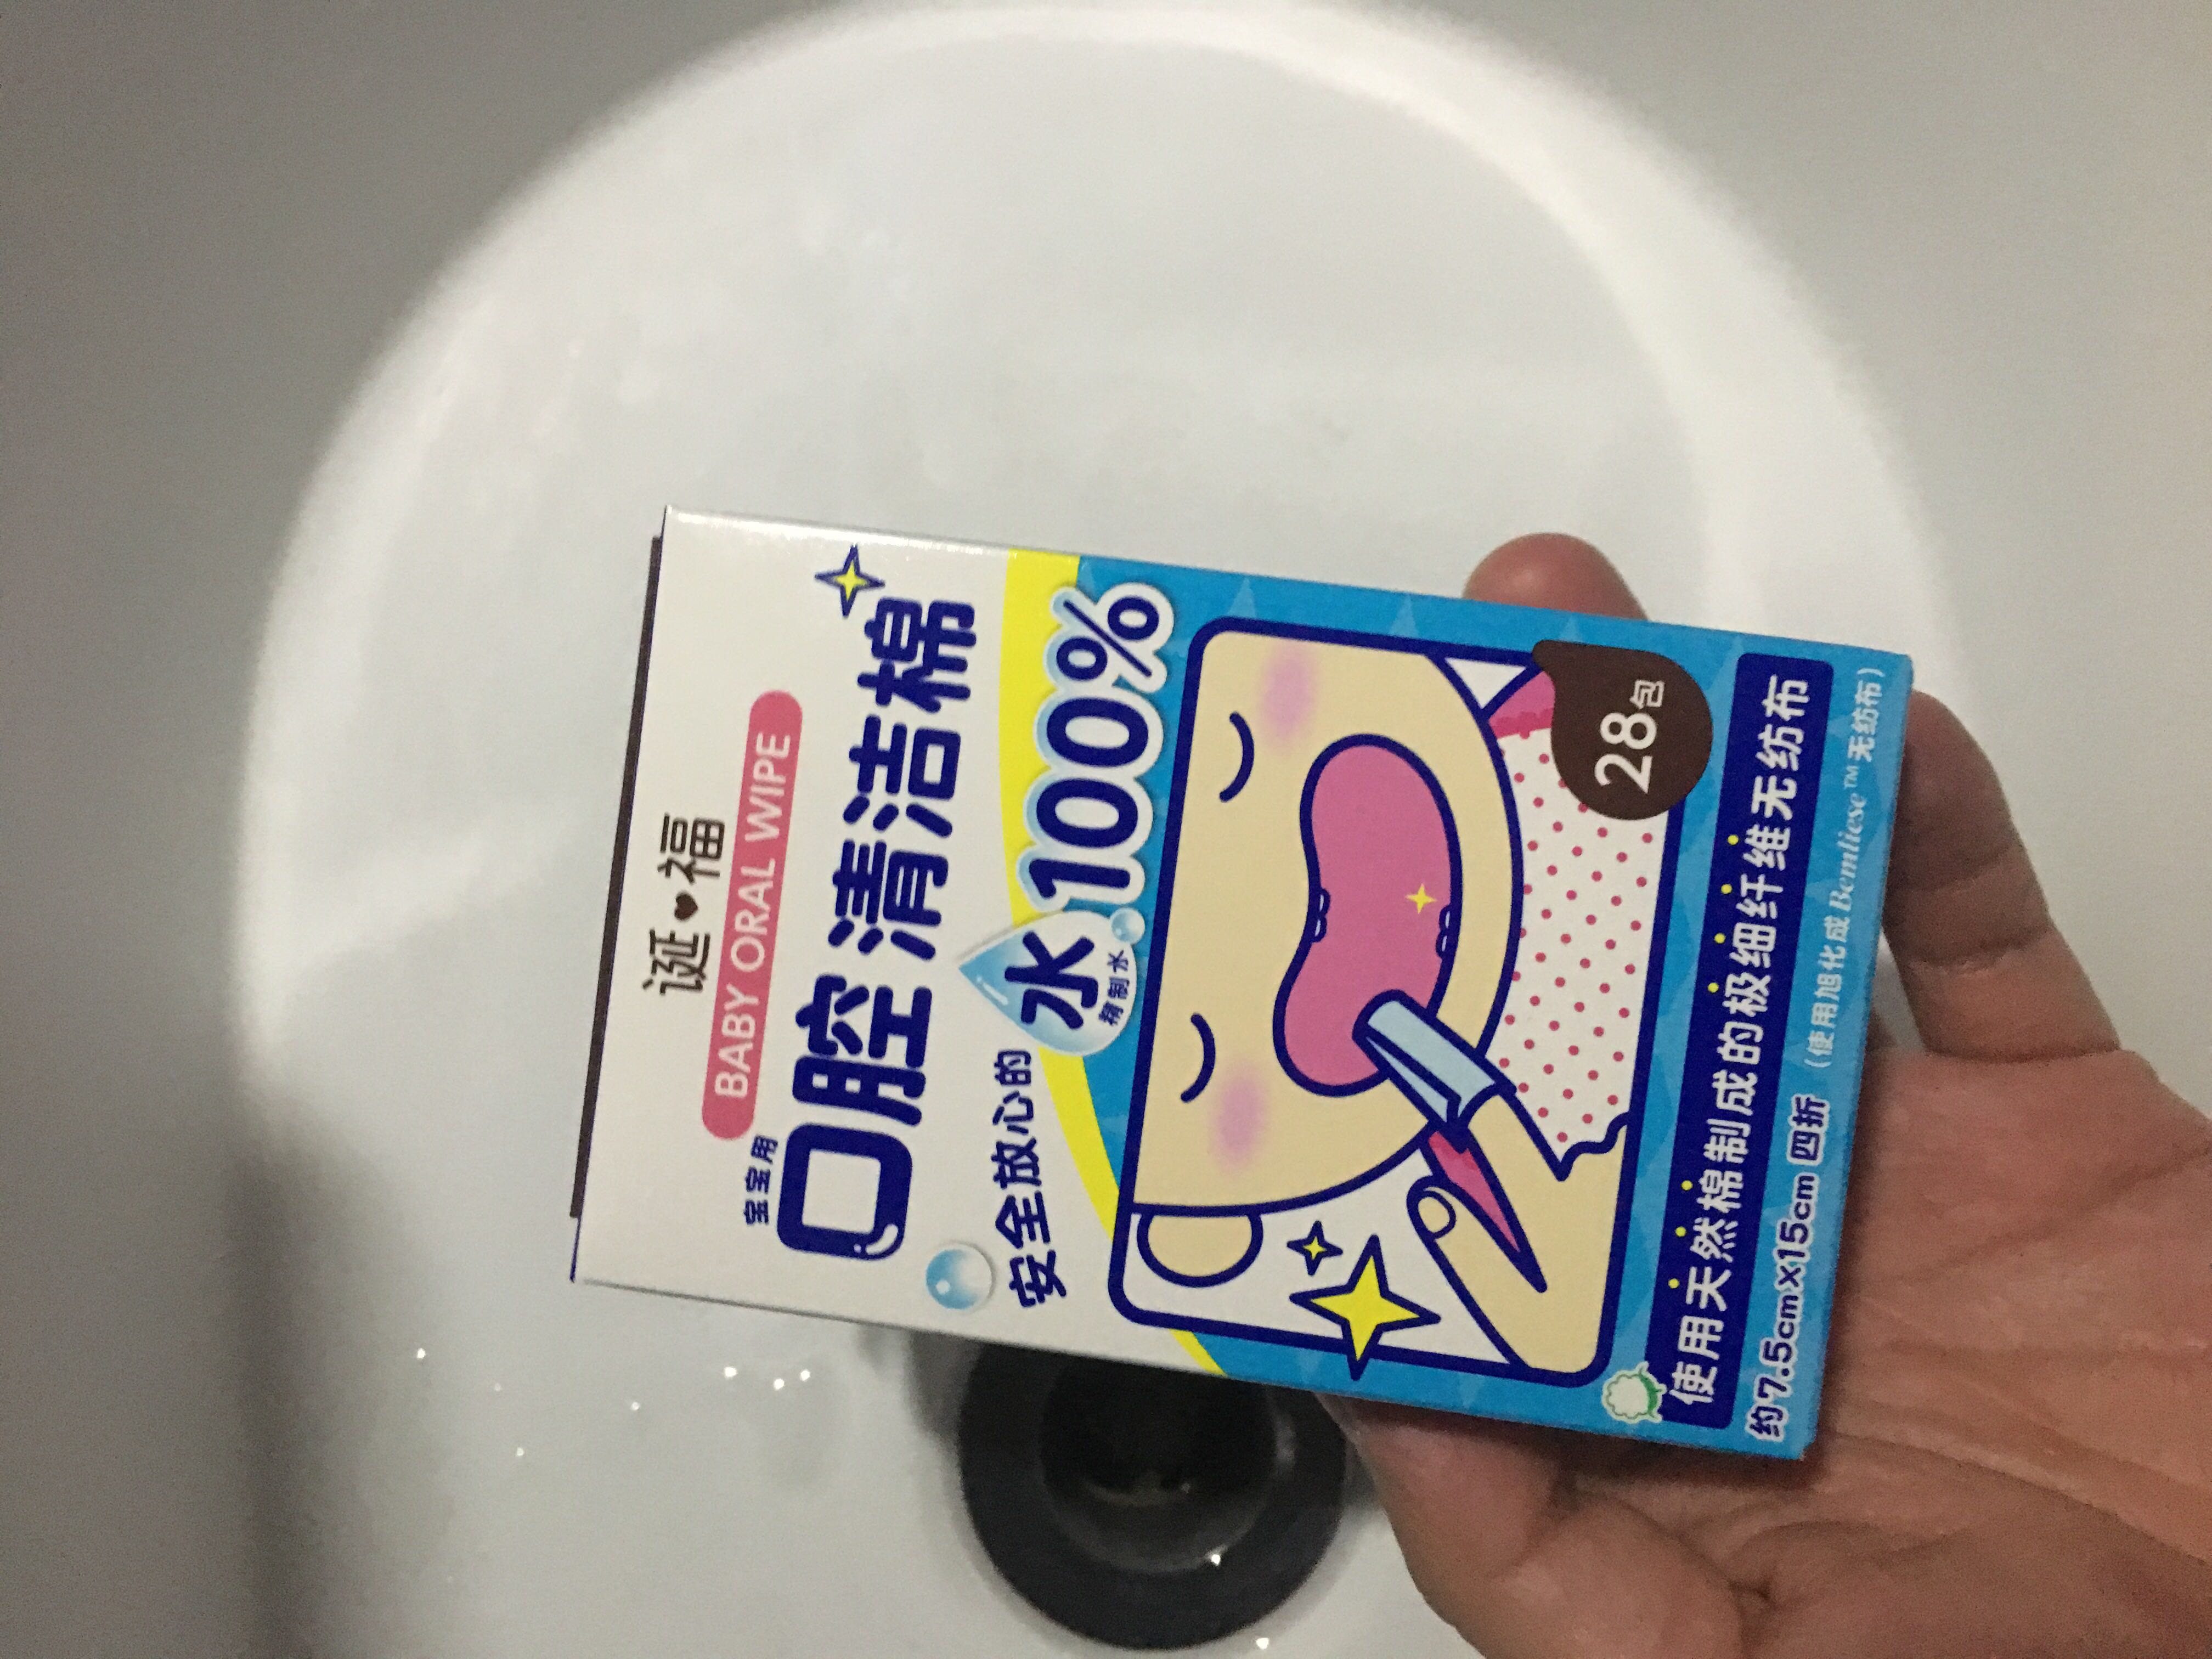 诞♥福
BABY ORAL WIPE
宝宝用
口腔清洁棉
安全放心的
水100%
精制水
28包
使用天然棉制成的极细纤维无纺布
约7.5cm×15cm 四折 (使用旭化成Bemliese™无纺布)